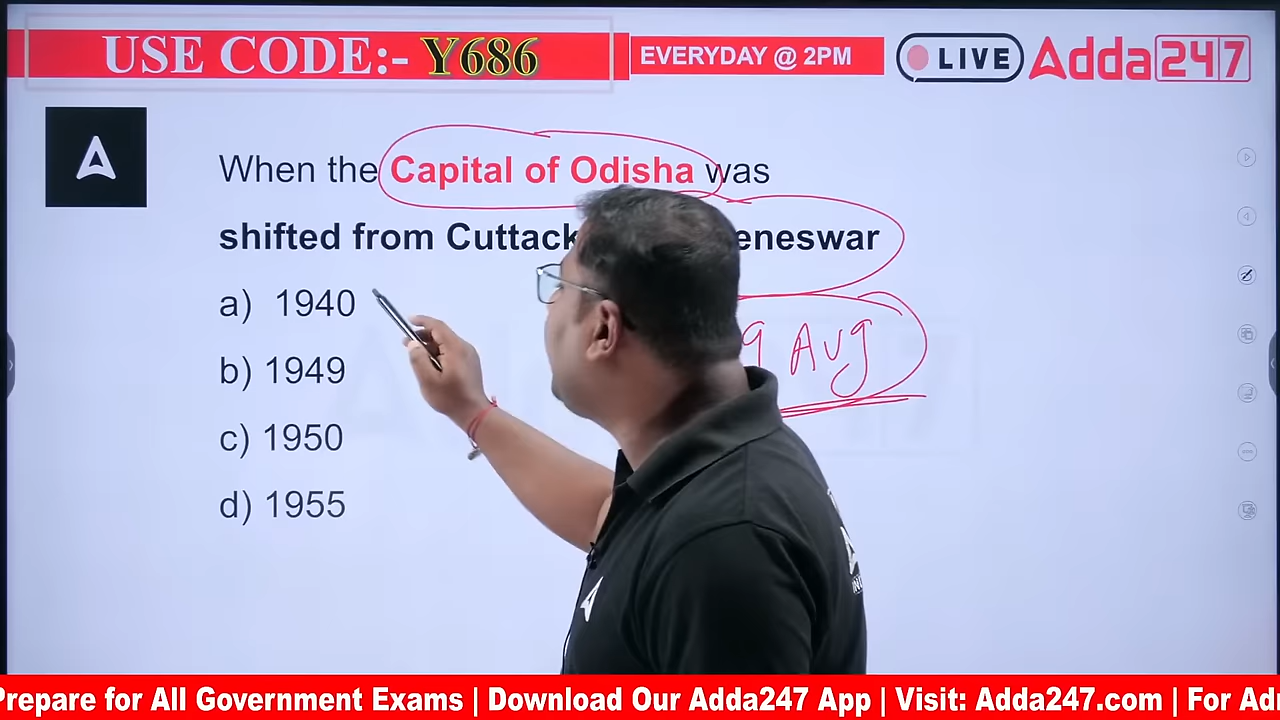 USE CODE:- Y686
EVERYDAY @ 2PM
LIVE
Adda247
When the Capital of Odisha was
shifted from Cuttack eneswar
a) 1940
9 Aug
b) 1949
c) 1950
d) 1955
Prepare for All Government Exams | Download Our Adda247 App | Visit: Adda247.com | For Ad